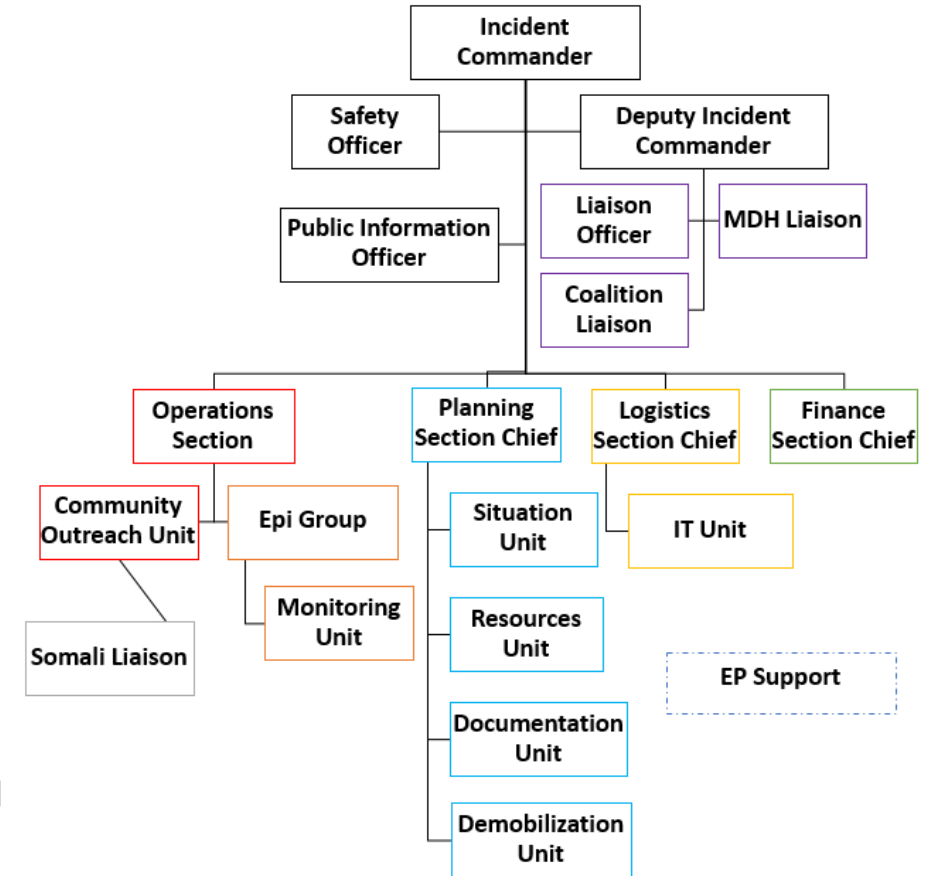 Incident
Commander
Safety
Officer
Deputy Incident
Commander
Public Information
Officer
Liaison
Officer
MDH Liaison
Coalition
Liaison
Operations
Section
Planning
Section Chief
Logistics
Section Chief
Finance
Section Chief
Community
Outreach Unit
Epi Group
Situation
Unit
IT Unit
Monitoring
Unit
Somali Liaison
Resources
Unit
EP Support
Documentation
Unit
Demobilization
Unit